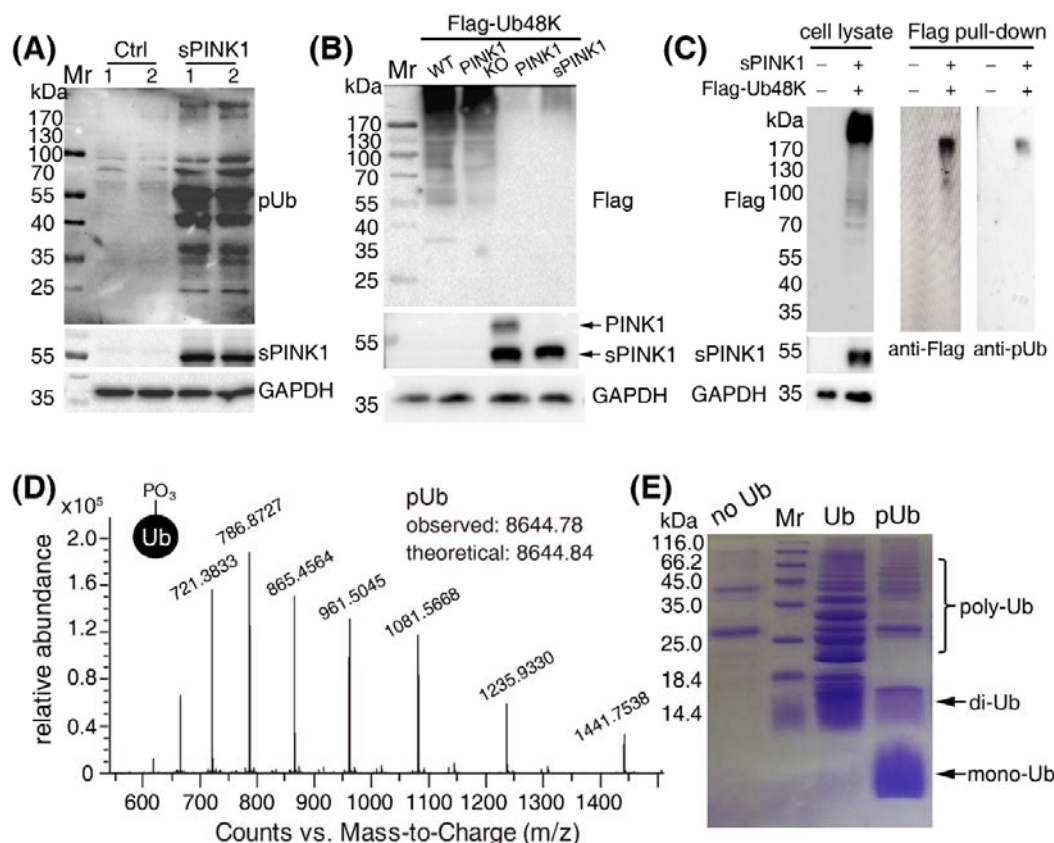 (A)
Ctrl sPINK1
Mr 1 2 1 2
kDa
170
130
100
70
55
40
35
25
pUb
55
sPINK1
35
GAPDH
(B)
Flag-Ub48K
Mr WT PINK1 KO PINK1 sPINK1
kDa
170
130
100
70
55
40
35
25
Flag
55
PINK1
sPINK1
35
GAPDH
(C)
cell lysate Flag pull-down
sPINK1 – + – + – +
Flag-Ub48K – + – + – +
kDa
170
130
100
70
55
40
35
Flag
anti-Flag anti-pUb
sPINK1 55
GAPDH 35
(D)
×10⁵
PO3
Ub
pUb
observed: 8644.78
theoretical: 8644.84
721.3833
786.8727
865.4564
961.5045
1081.5668
1235.9330
1441.7538
relative abundance
2.0
1.6
1.2
0.8
0.4
0
600 700 800 900 1000 1100 1200 1300 1400
Counts vs. Mass-to-Charge (m/z)
(E)
kDa no Ub Mr Ub pUb
116.0
66.2
45.0
35.0
25.0
18.4
14.4
poly-Ub
di-Ub
mono-Ub